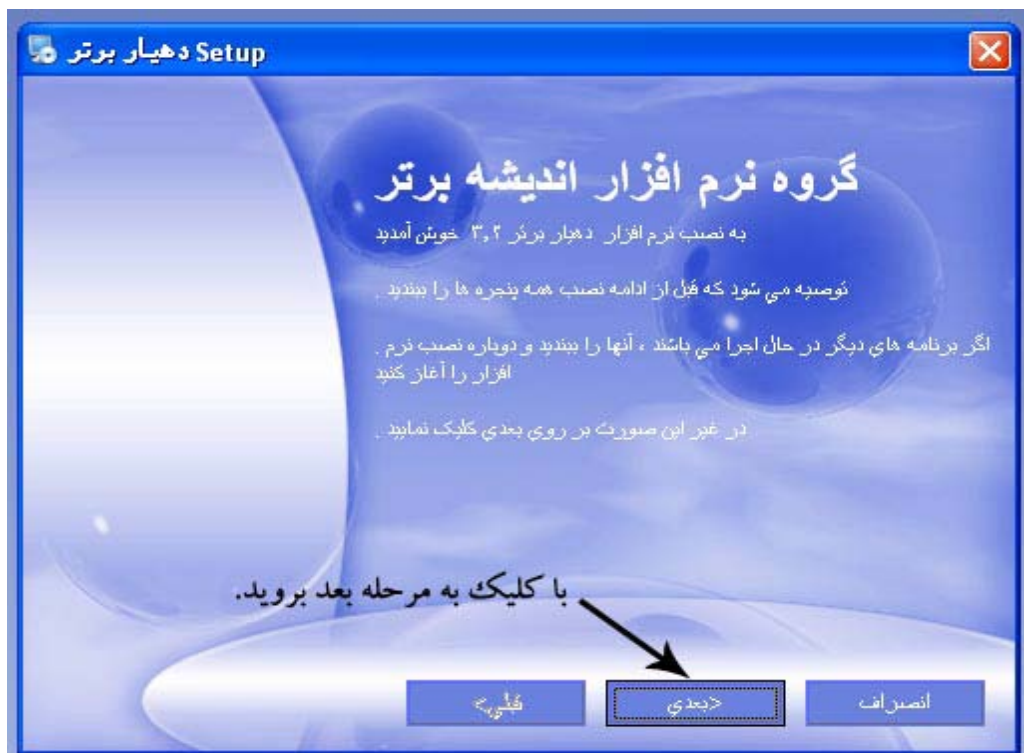 Setup دهیار برتر
گروه نرم افزار اندیشه برتر
به نصب نرم افزار دهیار برتر ۳,۲ خوش آمدید
توصیه می شود که قبل از ادامه نصب همه پنجره ها را ببندید .
اگر برنامه های دیگر در حال اجرا می باشند ، آنها را ببندید و دوباره نصب نرم .
افزار را آغاز کنید
در غیر این صورت بر روی بعدی کلیک نمایید .
با کلیک به مرحله بعد بروید.
قبلي>
<بعدي
انصراف